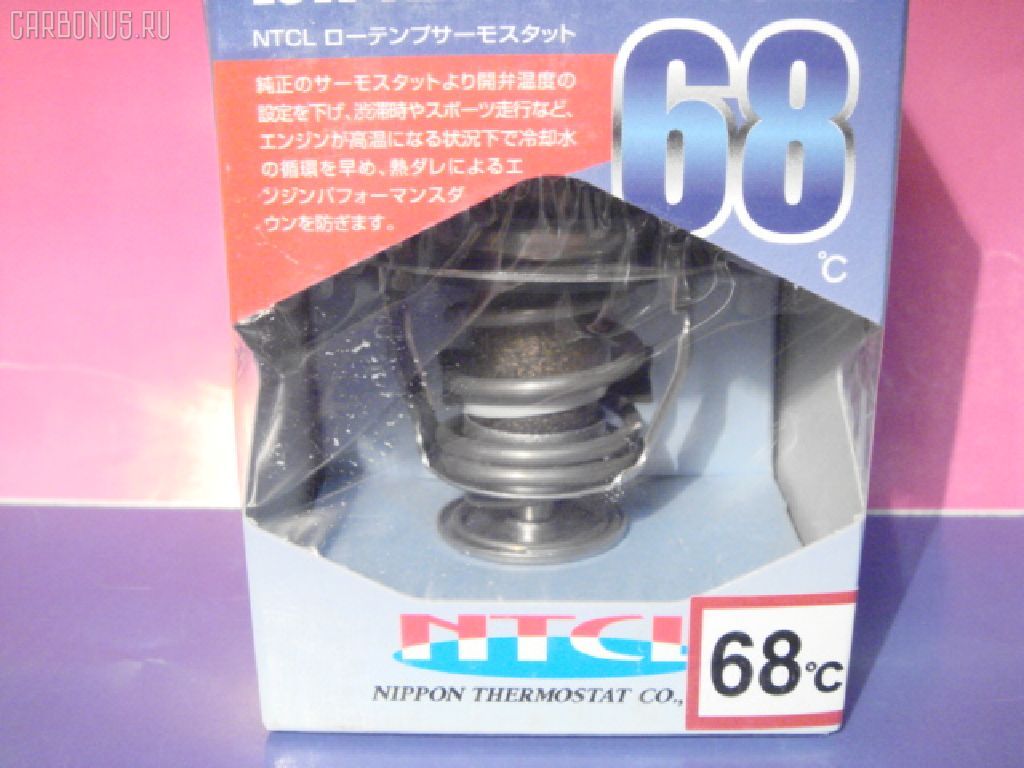 CARBONUS.RU
NTCL ローテンプサーモスタット
純正のサーモスタットより開弁温度の
設定を下げ、渋滞時やスポーツ走行など、
エンジンが高温になる状況下で冷却水
の循環を早め、熱ダレによるエ
ンジンパフォーマンスダ
ウンを防ぎます。
68
℃
NTCL
NIPPON THERMOSTAT CO.,
68℃